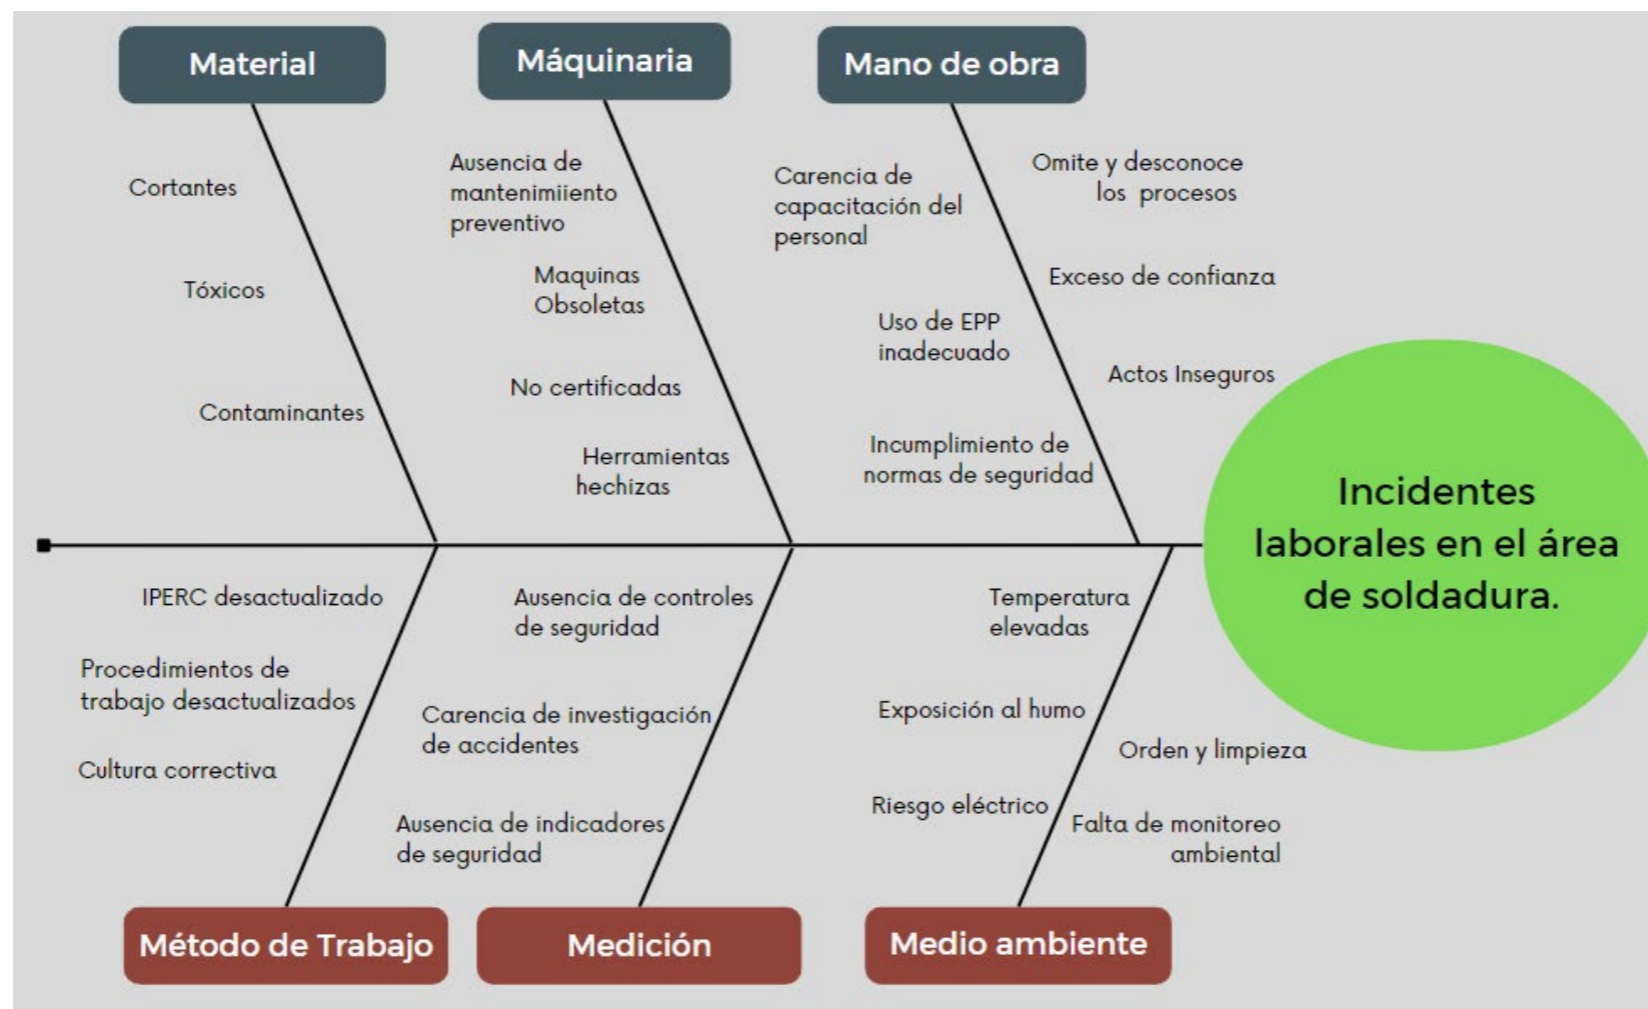 Material
Máquinaria
Mano de obra
Cortantes
Tóxicos
Contaminantes
Ausencia de
mantenimiiento
preventivo
Maquinas
Obsoletas
No certificadas
Herramientas
hechizas
Carencia de
capacitación del
personal
Uso de EPP
inadecuado
Incumplimiento de
normas de seguridad
Omite y desconoce
los procesos
Exceso de confianza
Actos Inseguros
Incidentes
laborales en el área
de soldadura.
IPERC desactualizado
Procedimientos de
trabajo desactualizados
Cultura correctiva
Ausencia de controles
de seguridad
Carencia de investigación
de accidentes
Ausencia de indicadores
de seguridad
Temperatura
elevadas
Exposición al humo
Riesgo eléctrico
Orden y limpieza
Falta de monitoreo
ambiental
Método de Trabajo
Medición
Medio ambiente